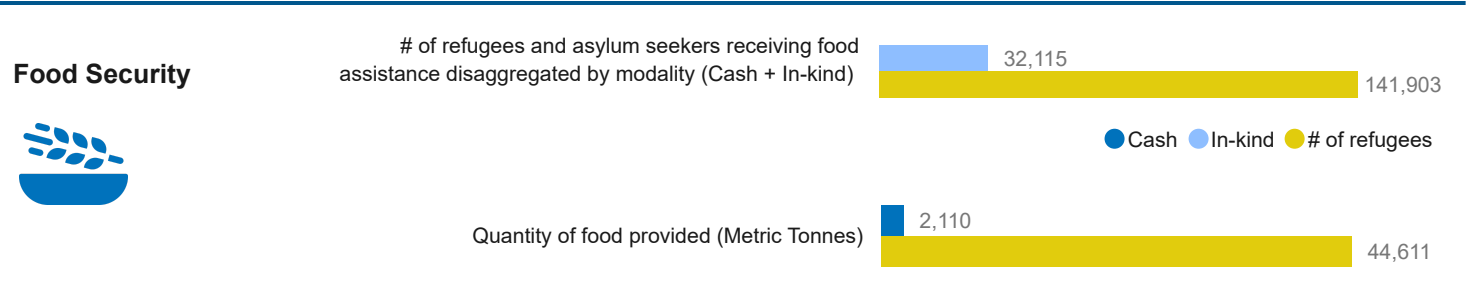 Food Security
# of refugees and asylum seekers receiving food
assistance disaggregated by modality (Cash + In-kind)
32,115
141,903
Cash In-kind # of refugees
Quantity of food provided (Metric Tonnes)
2,110
44,611